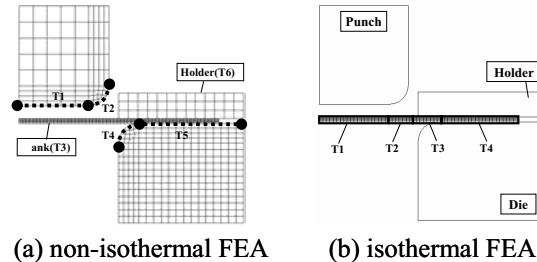 T1
T2
Holder(T6)
T4
T5
ank(T3)
(a) non-isothermal FEA
Punch
Holder
T1
T2
T3
T4
Die
(b) isothermal FEA